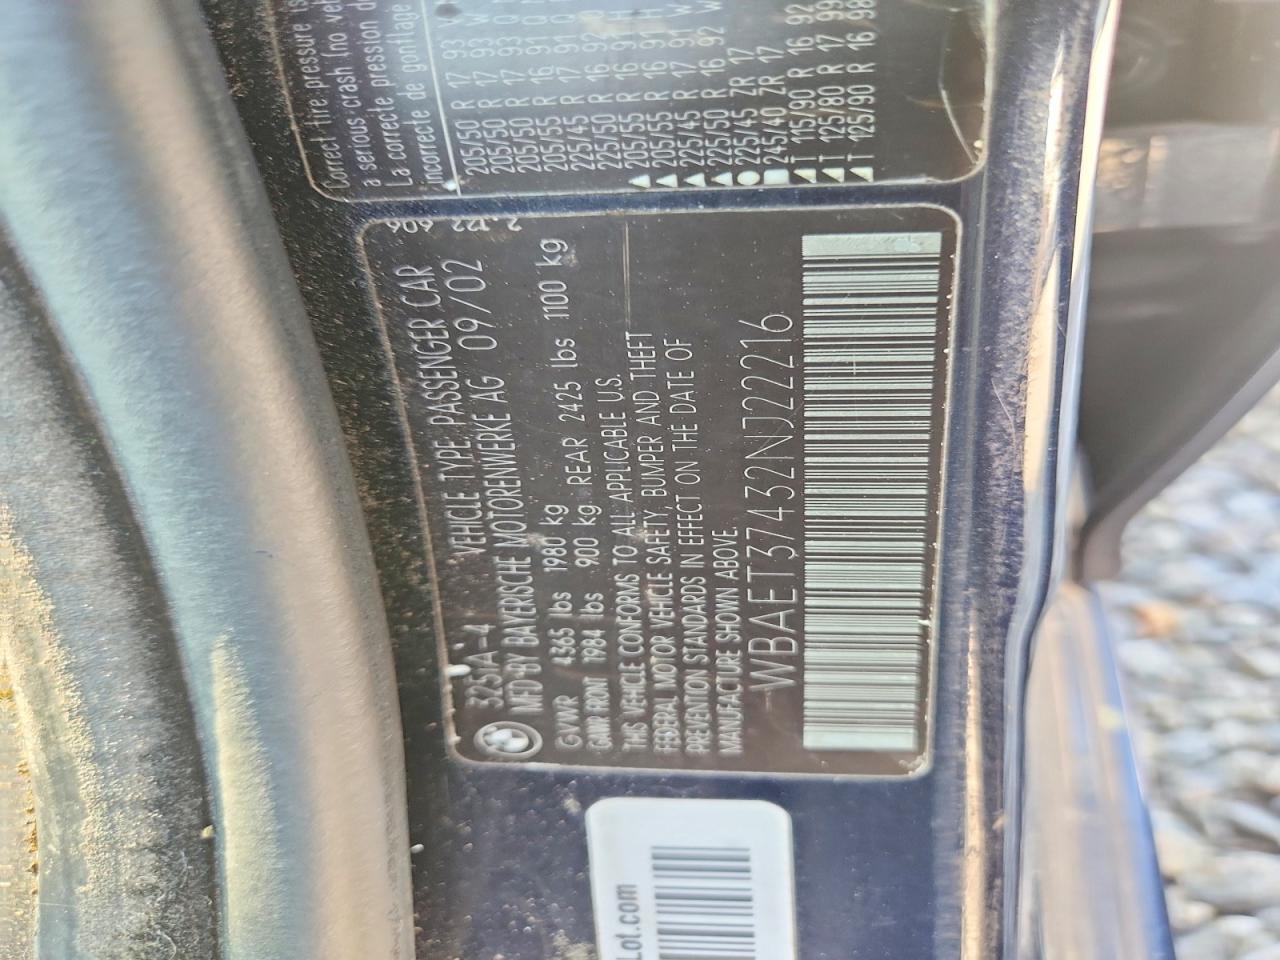 Correct tire pressure is
a serious crash (no veh
La correcte pression d
incorrecte de gonflage
205/50 R 17 93 W
205/50 R 17 93
205/50 R 17 93
205/55 R 16 91
225/45 R 17 91
225/50 R 16 92
205/55 R 16 91 H
205/55 R 16 91 H
225/45 R 17 91 W
225/50 R 16 92
225/45 ZR 17
245/40 ZR 17
T 115/90 R 16 92
T 125/80 R 17 99
T 125/90 R 16 98
325iA-4 VEHICLE TYPE: PASSENGER CAR
MFD BY BAYERISCHE MOTORENWERKE AG 09/02
GVWR 4365 lbs 1980 kg
GAWR FRONT 1984 lbs 900 kg REAR 2425 lbs 1100 kg
THIS VEHICLE CONFORMS TO ALL APPLICABLE U.S.
FEDERAL MOTOR VEHICLE SAFETY, BUMPER AND THEFT
PREVENTION STANDARDS IN EFFECT ON THE DATE OF
MANUFACTURE SHOWN ABOVE.
WBAET37432NJ22216
Lot.com